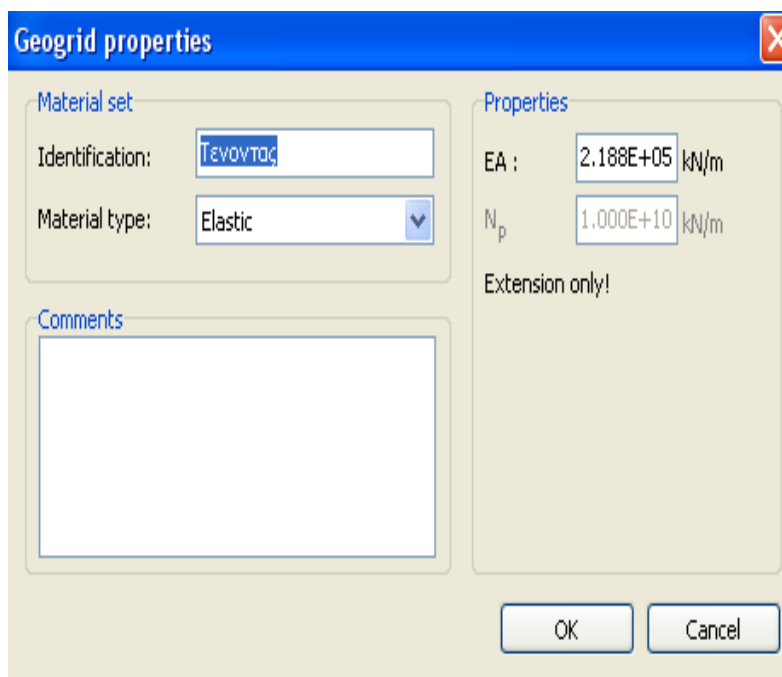 Geogrid properties
Material set
Identification: Τενοντας
Material type: Elastic
Comments
Properties
EA : 2.188E+05 kN/m
Np 1.000E+10 kN/m
Extension only!
OK Cancel